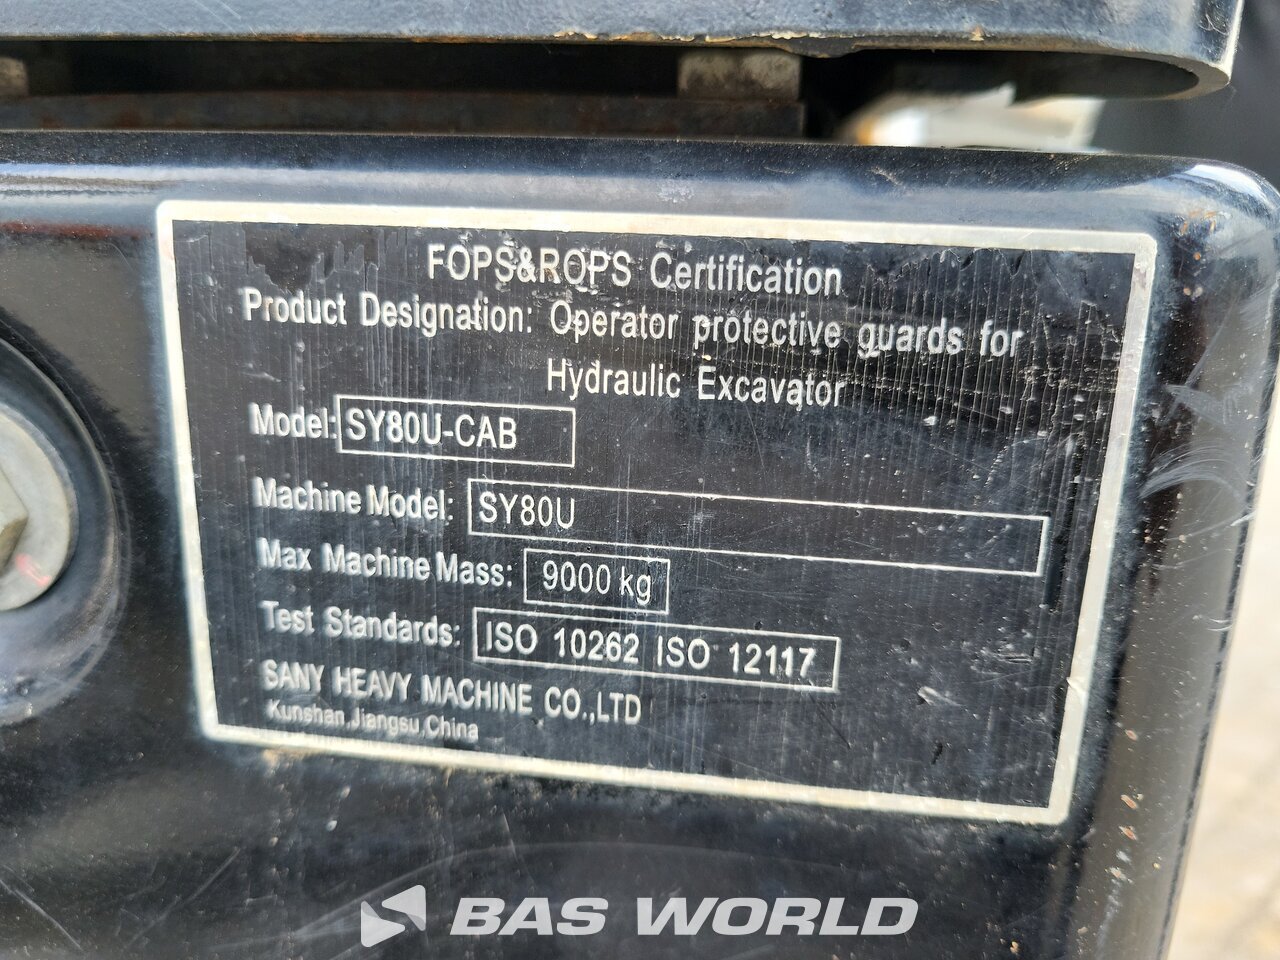 FOPS&ROPS Certification
Product Designation: Operator protective guards for
Hydraulic Excavator
Model: SY80U-CAB
Machine Model: SY80U
Max Machine Mass: 9000 kg
Test Standards: ISO 10262 ISO 12117
SANY HEAVY MACHINE CO.,LTD
Kunshan,Jiangsu,China
BAS WORLD